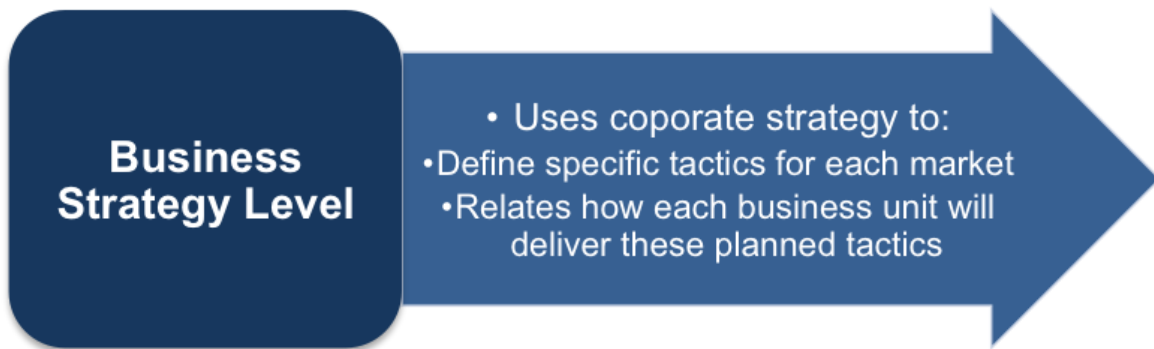 Business
Strategy Level
• Uses coporate strategy to:
•Define specific tactics for each market
•Relates how each business unit will
deliver these planned tactics